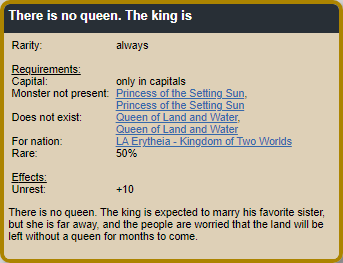 There is no queen. The king is
Rarity: always
Requirements:
Capital: only in capitals
Monster not present: Princess of the Setting Sun,
Princess of the Setting Sun
Does not exist: Queen of Land and Water,
Queen of Land and Water
For nation: LA Erytheia - Kingdom of Two Worlds
Rare: 50%
Effects:
Unrest: +10
There is no queen. The king is expected to marry his favorite sister,
but she is far away, and the people are worried that the land will be
left without a queen for months to come.